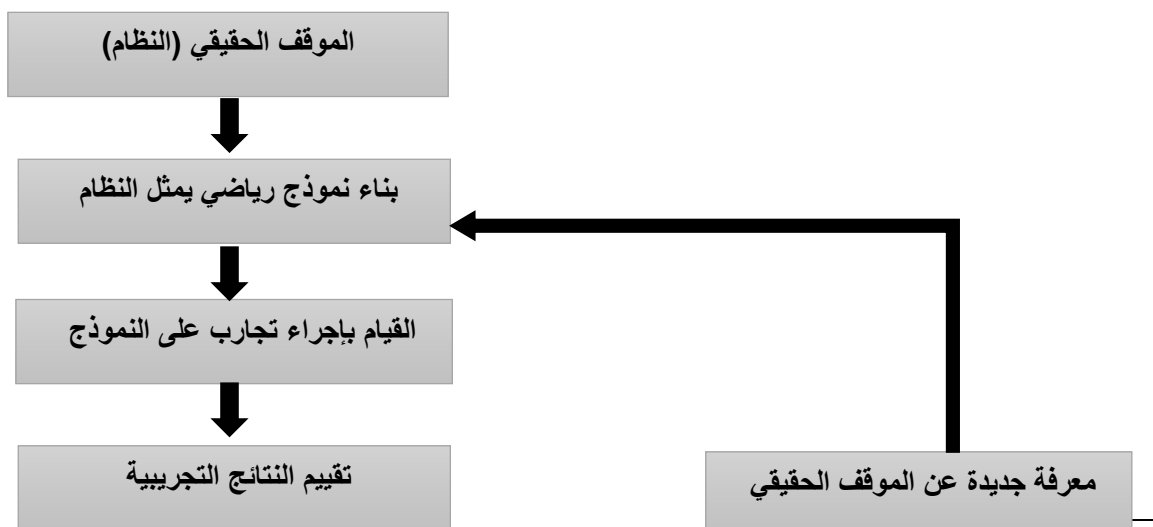 الموقف الحقيقي (النظام)
بناء نموذج رياضي يمثل النظام
القيام بإجراء تجارب على النموذج
تقييم النتائج التجريبية
معرفة جديدة عن الموقف الحقيقي